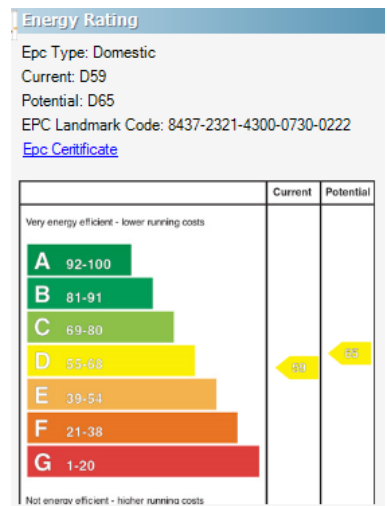 Energy Rating
Epc Type: Domestic
Current: D59
Potential: D65
EPC Landmark Code: 8437-2321-4300-0730-0222
Epc Ceritificate
Current Potential
Very energy efficient - lower running costs
A 92-100
B 81-91
C 69-80
D 55-68
59
65
E 39-54
F 21-38
G 1-20
Not energy efficient - higher running costs